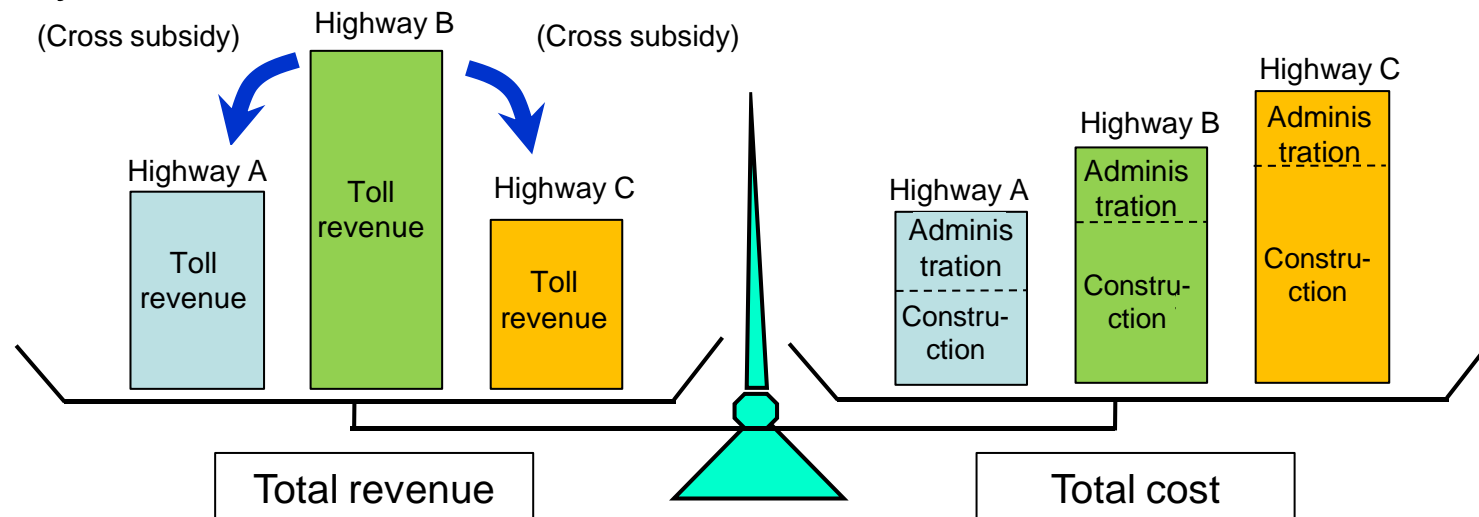 (Cross subsidy)
Highway B
(Cross subsidy)
Highway A
Toll
revenue
Toll
revenue
Highway C
Toll
revenue
Highway A
Adminis
tration
Constru-
ction
Highway B
Adminis
tration
Constru-
ction
Highway C
Adminis
tration
Constru-
ction
Total revenue
Total cost